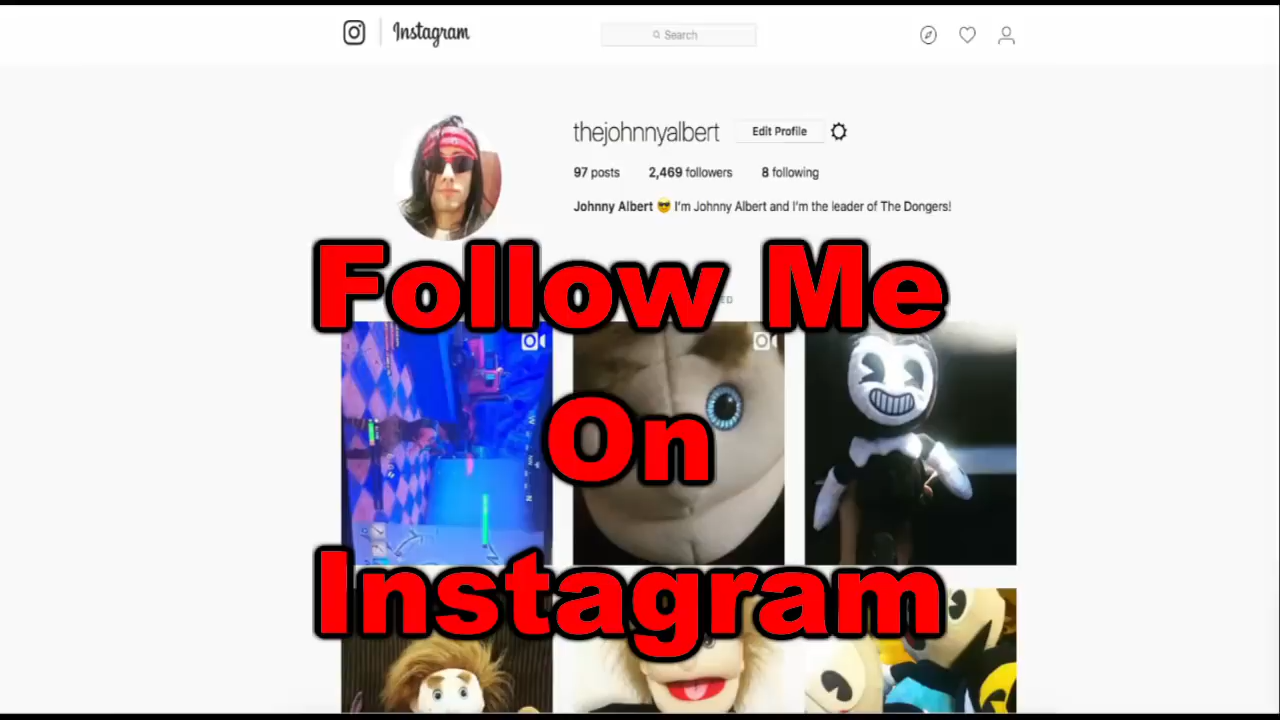 Instagram
Search
thejohnnyalbert Edit Profile
97 posts 2,469 followers 8 following
Johnny Albert 😎 I'm Johnny Albert and I'm the leader of The Dongers!
Follow Me
On
Instagram